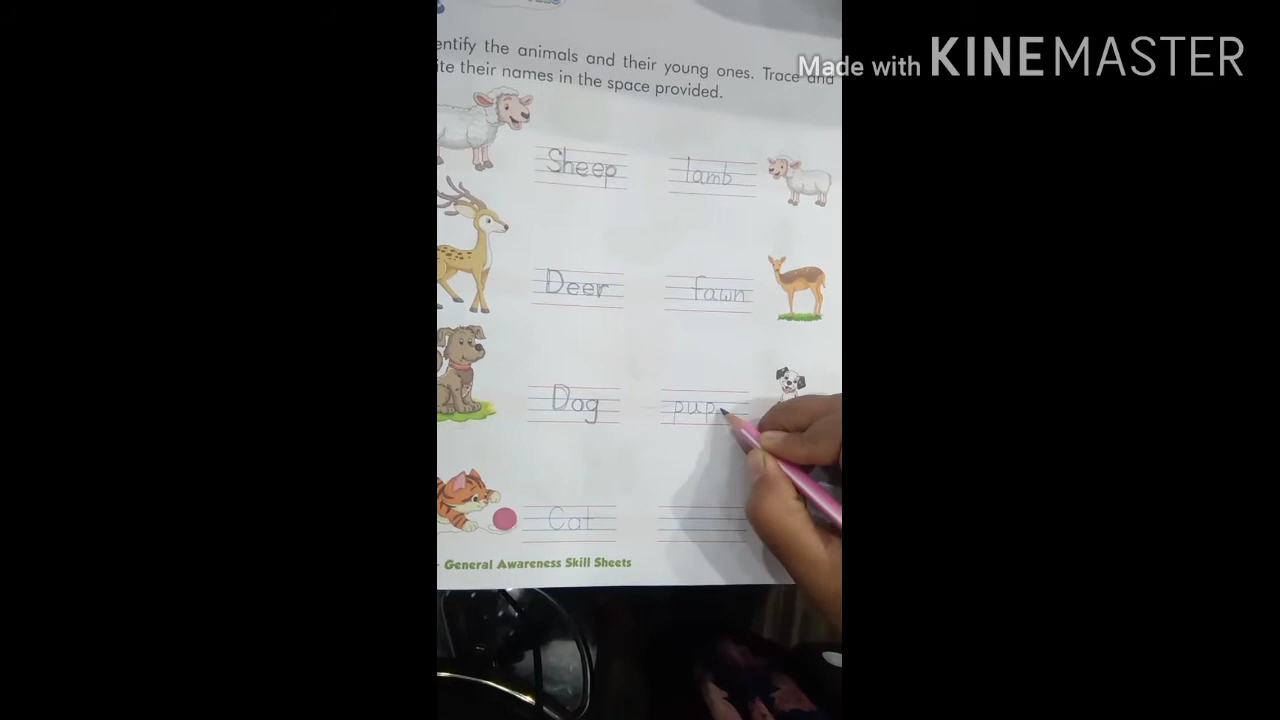 entify the animals and their young ones. Trace and
ite their names in the space provided.
Made with KINEMASTER
Sheep lamb
Deer fawn
Dog pup
Cat
General Awareness Skill Sheets